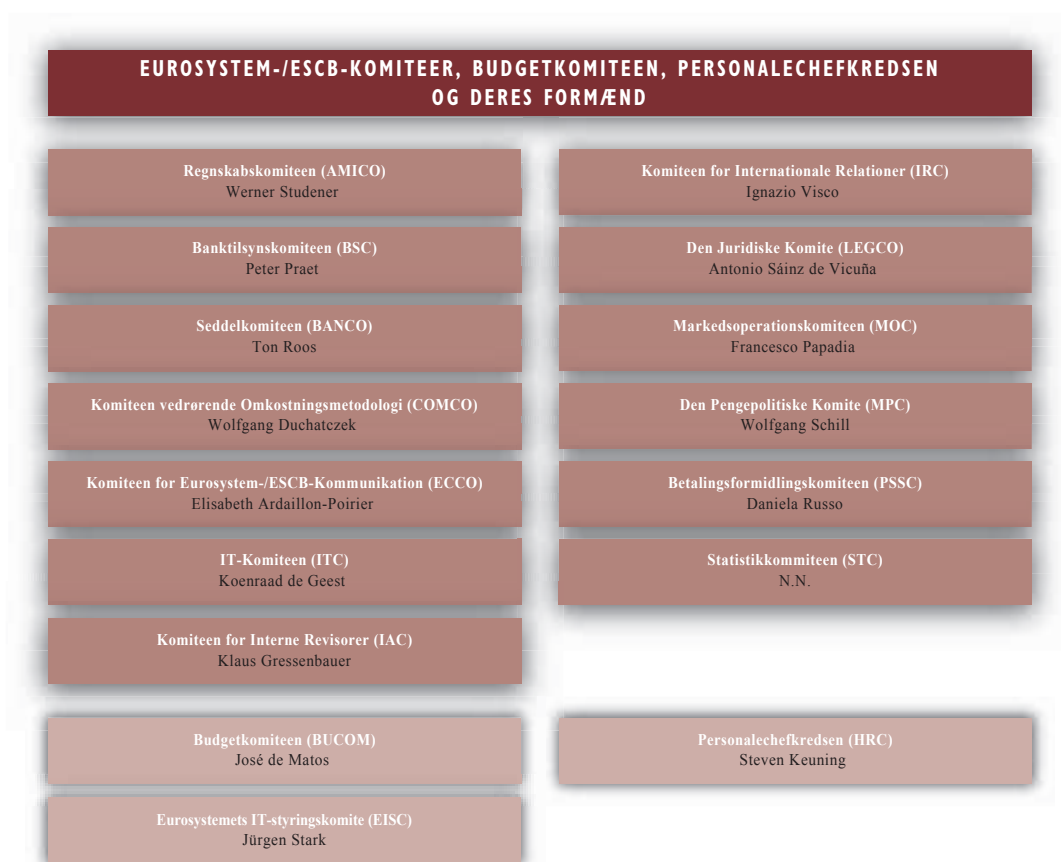 EUROSYSTEM-/ESCB-KOMITEER, BUDGETKOMITEEN, PERSONALECHEFKREDSEN
OG DERES FORMÆND
Regnskabskomiteen (AMICO)
Werner Studener
Banktilsynskomiteen (BSC)
Peter Praet
Seddelkomiteen (BANCO)
Ton Roos
Komiteen vedrørende Omkostningsmetodologi (COMCO)
Wolfgang Duchatczek
Komiteen for Eurosystem-/ESCB-Kommunikation (ECCO)
Elisabeth Ardaillon-Poirier
IT-Komiteen (ITC)
Koenraad de Geest
Komiteen for Interne Revisorer (IAC)
Klaus Gressenbauer
Komiteen for Internationale Relationer (IRC)
Ignazio Visco
Den Juridiske Komite (LEGCO)
Antonio Sáinz de Vicuña
Markedsoperationskomiteen (MOC)
Francesco Papadia
Den Pengepolitiske Komite (MPC)
Wolfgang Schill
Betalingsformidlingskomiteen (PSSC)
Daniela Russo
Statistikkommiteen (STC)
N.N.
Budgetkomiteen (BUCOM)
José de Matos
Eurosystemets IT-styringskomite (EISC)
Jürgen Stark
Personalechefkredsen (HRC)
Steven Keuning